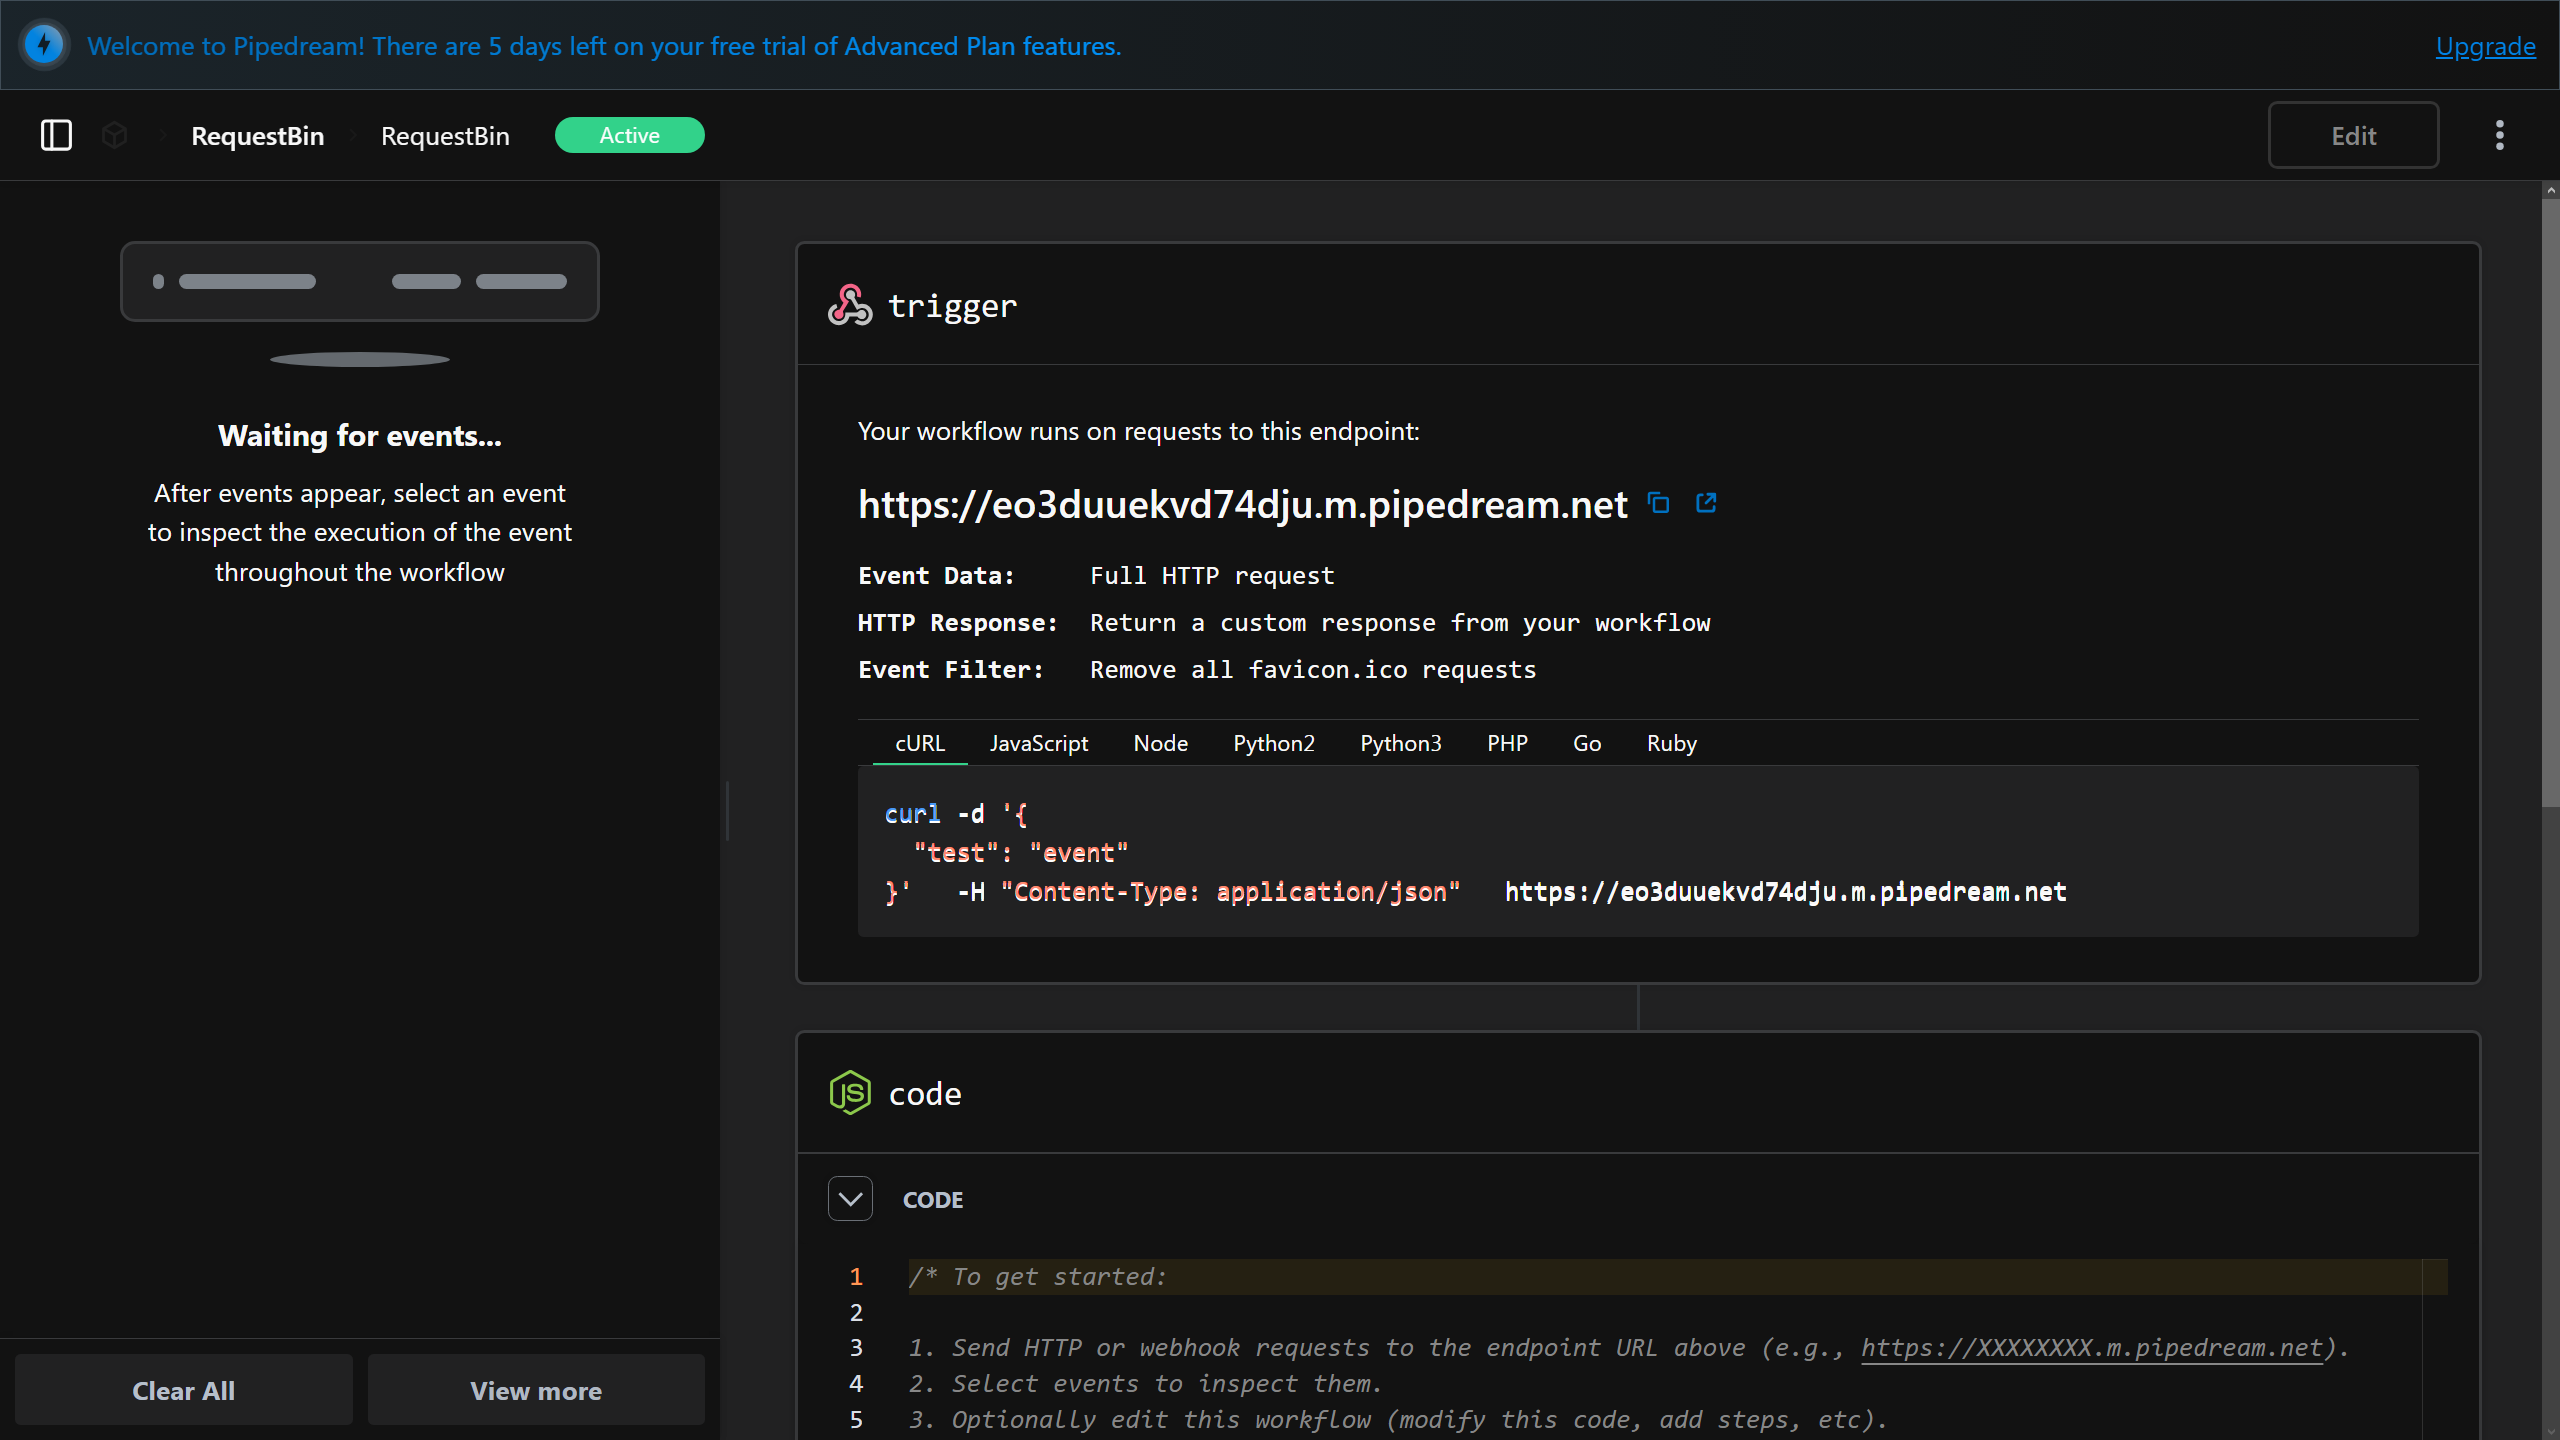 Welcome to Pipedream! There are 5 days left on your free trial of Advanced Plan features.
Upgrade
RequestBin
RequestBin
Active
Edit
Waiting for events...
After events appear, select an event
to inspect the execution of the event
throughout the workflow
Clear All
View more
trigger
Your workflow runs on requests to this endpoint:
https://eo3duuekvd74dju.m.pipedream.net
Event Data: Full HTTP request
HTTP Response: Return a custom response from your workflow
Event Filter: Remove all favicon.ico requests
cURL JavaScript Node Python2 Python3 PHP Go Ruby
curl -d '{
  "test": "event"
}'   -H "Content-Type: application/json"   https://eo3duuekvd74dju.m.pipedream.net
JS code
CODE
1 /* To get started:
2
3 1. Send HTTP or webhook requests to the endpoint URL above (e.g., https://XXXXXXXX.m.pipedream.net).
4 2. Select events to inspect them.
5 3. Optionally edit this workflow (modify this code, add steps, etc).